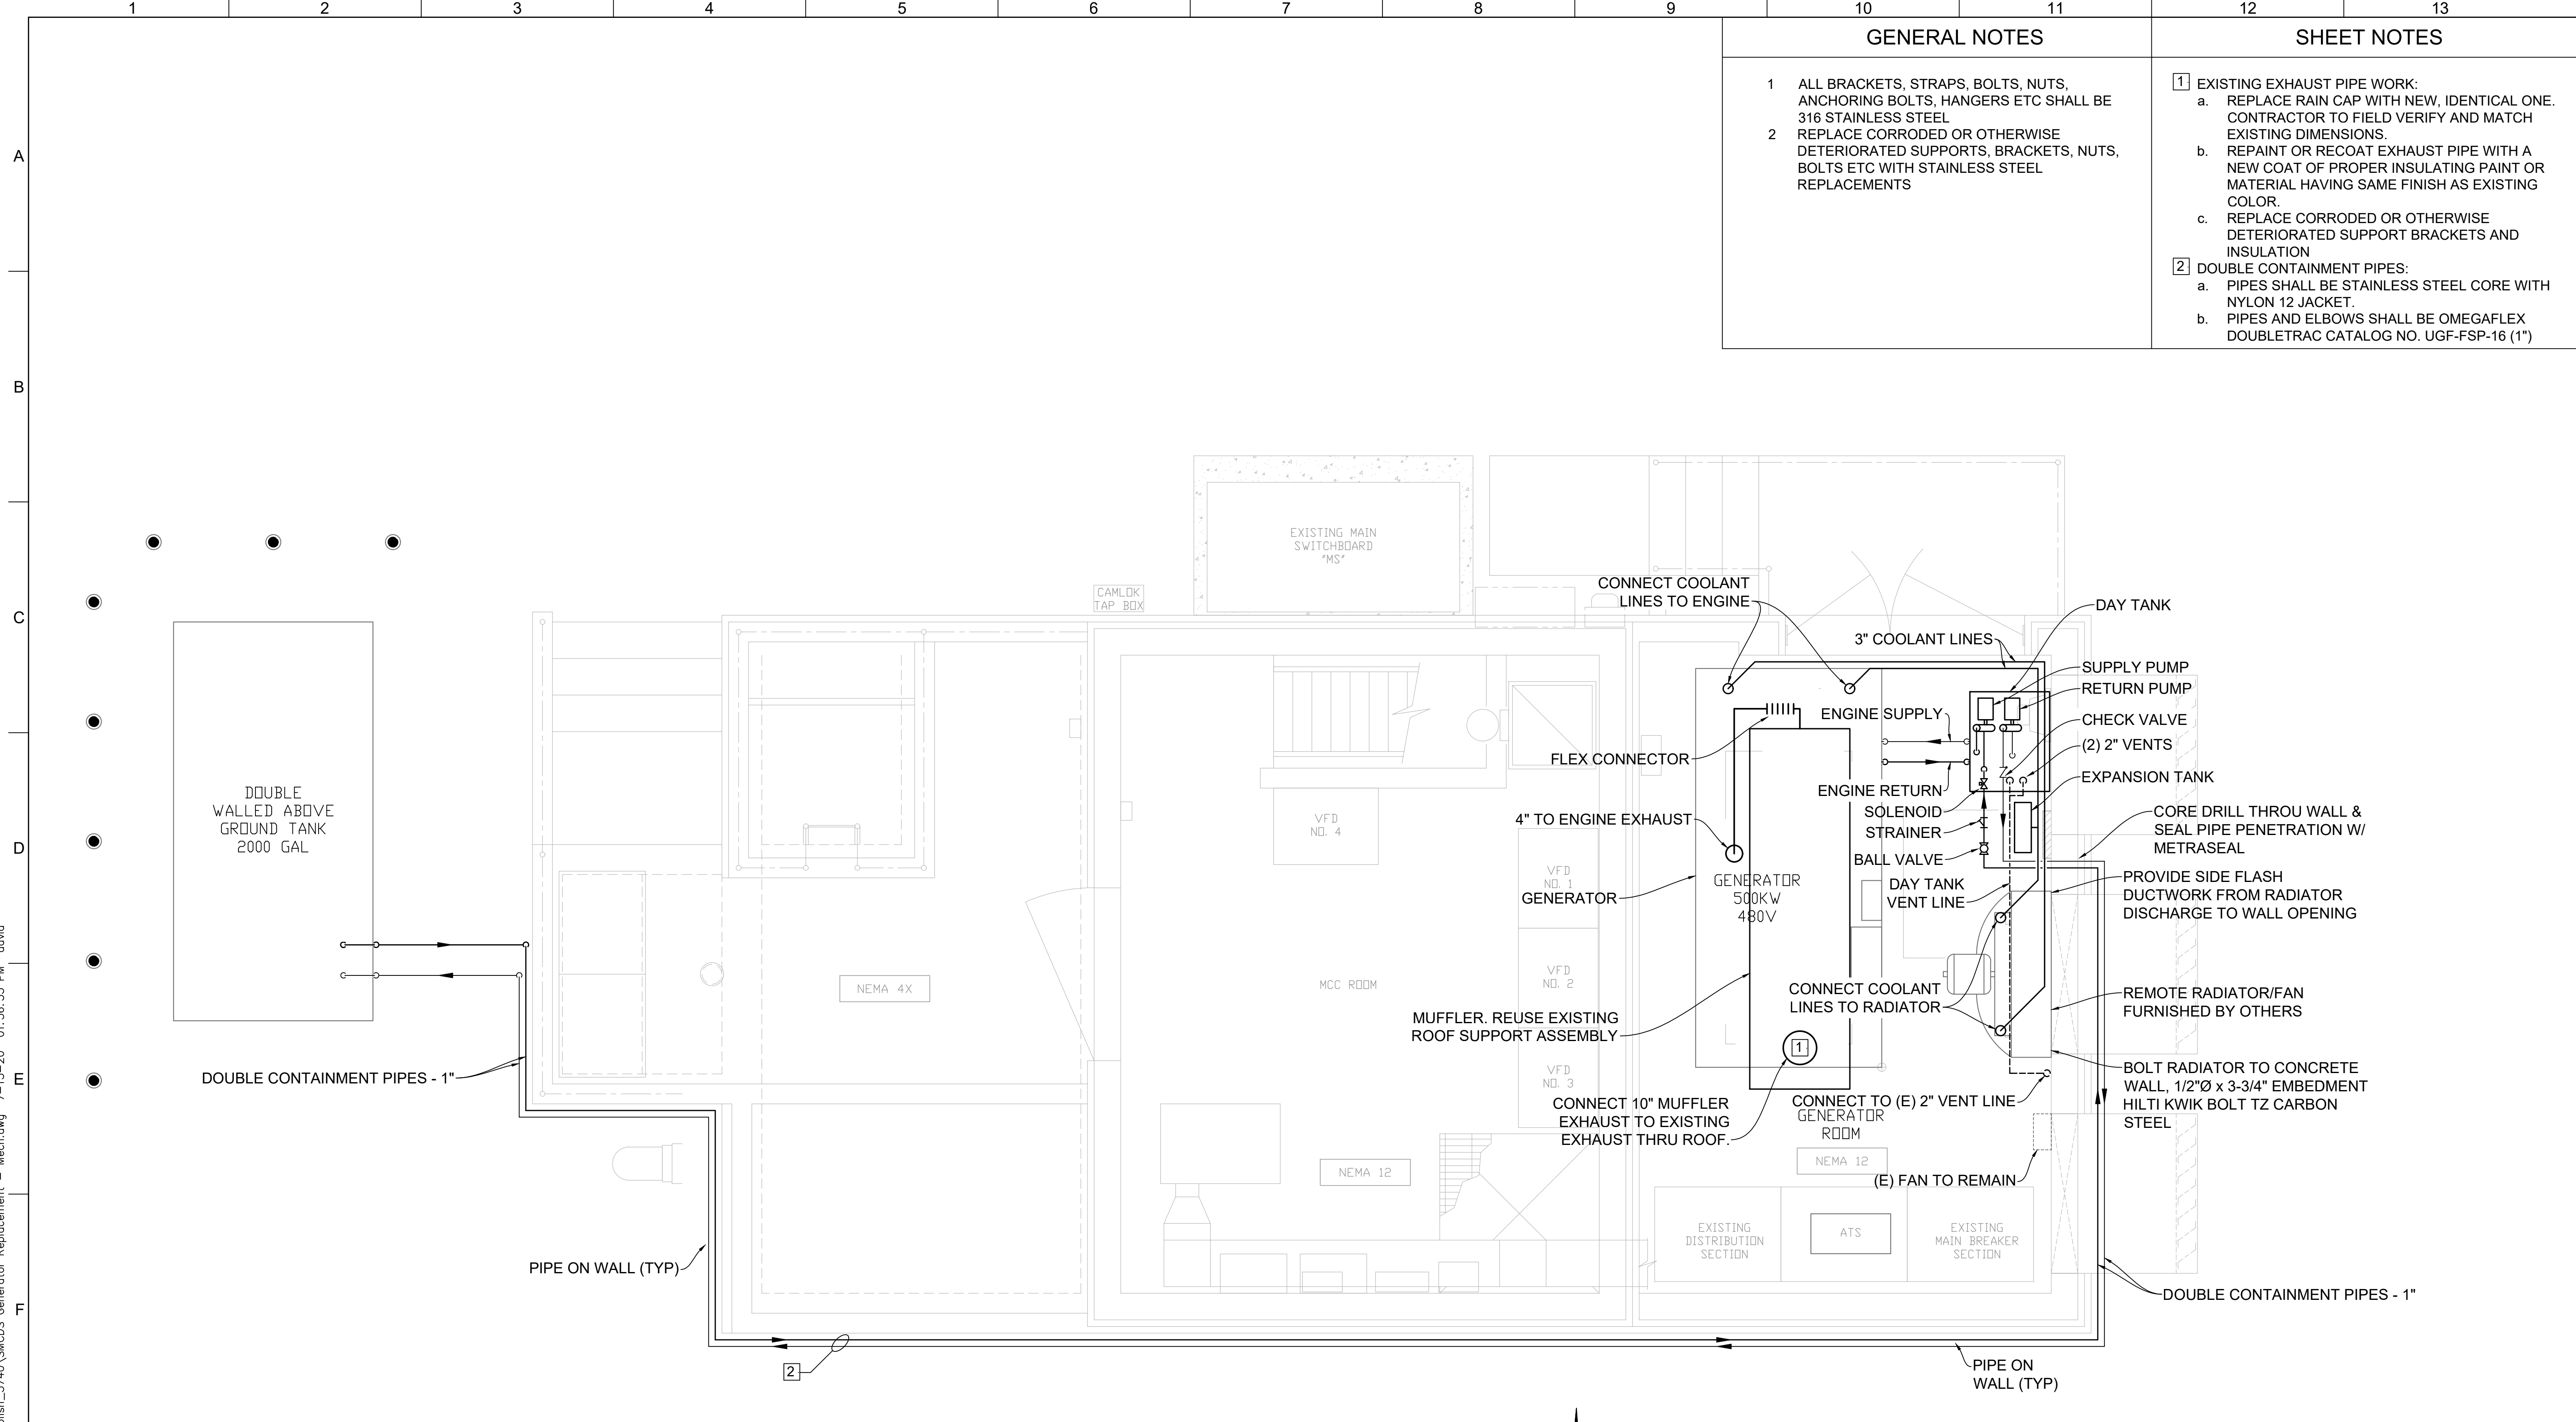 1 2 3 4 5 6 7 8 9 10 11 12 13
A
B
C
D
E
F
GENERAL NOTES
1 ALL BRACKETS, STRAPS, BOLTS, NUTS,
ANCHORING BOLTS, HANGERS ETC SHALL BE
316 STAINLESS STEEL
2 REPLACE CORRODED OR OTHERWISE
DETERIORATED SUPPORTS, BRACKETS, NUTS,
BOLTS ETC WITH STAINLESS STEEL
REPLACEMENTS
SHEET NOTES
1 EXISTING EXHAUST PIPE WORK:
a. REPLACE RAIN CAP WITH NEW, IDENTICAL ONE.
CONTRACTOR TO FIELD VERIFY AND MATCH
EXISTING DIMENSIONS.
b. REPAINT OR RECOAT EXHAUST PIPE WITH A
NEW COAT OF PROPER INSULATING PAINT OR
MATERIAL HAVING SAME FINISH AS EXISTING
COLOR.
c. REPLACE CORRODED OR OTHERWISE
DETERIORATED SUPPORT BRACKETS AND
INSULATION
2 DOUBLE CONTAINMENT PIPES:
a. PIPES SHALL BE STAINLESS STEEL CORE WITH
NYLON 12 JACKET.
b. PIPES AND ELBOWS SHALL BE OMEGAFLEX
DOUBLETRAC CATALOG NO. UGF-FSP-16 (1")
EXISTING MAIN
SWITCHBOARD
"MS"
CAMLOK
TAP BOX
DOUBLE
WALLED ABOVE
GROUND TANK
2000 GAL
DOUBLE CONTAINMENT PIPES - 1"
PIPE ON WALL (TYP)
2
NEMA 4X
MCC ROOM
NEMA 12
VFD
NO. 4
VFD
NO. 1
VFD
NO. 2
VFD
NO. 3
CONNECT COOLANT
LINES TO ENGINE
3" COOLANT LINES
ENGINE SUPPLY
FLEX CONNECTOR
ENGINE RETURN
SOLENOID
4" TO ENGINE EXHAUST
STRAINER
BALL VALVE
GENERATOR
500KW
480V
GENERATOR
DAY TANK
VENT LINE
CONNECT COOLANT
LINES TO RADIATOR
MUFFLER. REUSE EXISTING
ROOF SUPPORT ASSEMBLY
1
CONNECT 10" MUFFLER
EXHAUST TO EXISTING
EXHAUST THRU ROOF.
CONNECT TO (E) 2" VENT LINE
GENERATOR
ROOM
NEMA 12
(E) FAN TO REMAIN
EXISTING
DISTRIBUTION
SECTION
ATS
EXISTING
MAIN BREAKER
SECTION
DAY TANK
SUPPLY PUMP
RETURN PUMP
CHECK VALVE
(2) 2" VENTS
EXPANSION TANK
CORE DRILL THROU WALL &
SEAL PIPE PENETRATION W/
METRASEAL
PROVIDE SIDE FLASH
DUCTWORK FROM RADIATOR
DISCHARGE TO WALL OPENING
REMOTE RADIATOR/FAN
FURNISHED BY OTHERS
BOLT RADIATOR TO CONCRETE
WALL, 1/2"Ø x 3-3/4" EMBEDMENT
HILTI KWIK BOLT TZ CARBON
STEEL
DOUBLE CONTAINMENT PIPES - 1"
PIPE ON
WALL (TYP)